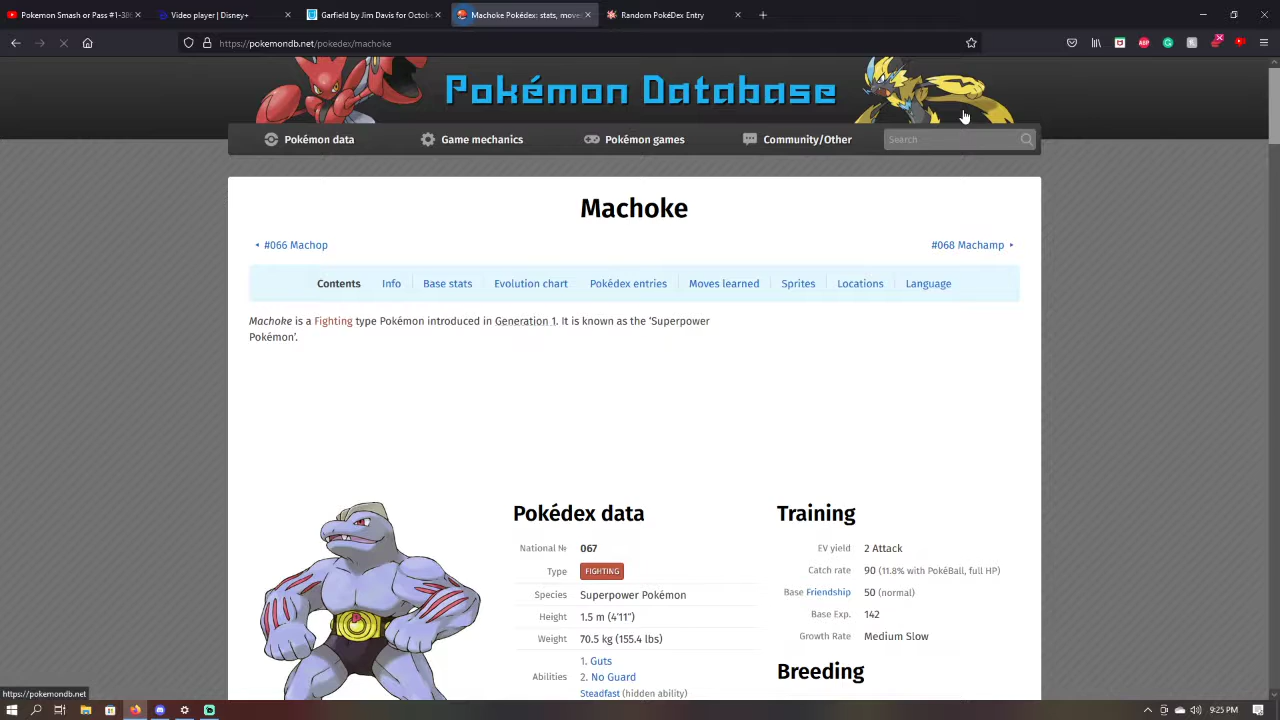 Pokemon Smash or Pass #1-38
Video player | Disney+
October Jas
Machoke Pokédex stats, move
Random PokéDex Entry
https://pokemondb.net/pokedex/machoke
Pokémon Database
Pokémon data
Game mechanics
Pokémon games
Community/Other
Search
Machoke
#066 Machop
#068 Machamp
Contents
Info
Base stats
Evolution chart
Pokédex entries
Moves learned
Sprites
Locations
Language
Machoke is a Fighting type Pokémon introduced in Generation 1. It is known as the ‘Superpower
Pokémon’.
Pokédex data
National № 067
Type FIGHTING
Species Superpower Pokémon
Height 1.5 m (4′11″)
Weight 70.5 kg (155.4 lbs)
Abilities 1. Guts
2. No Guard
Steadfast (hidden ability)
Training
EV yield 2 Attack
Catch rate 90 (11.8% with PokéBall, full HP)
Base Friendship 50 (normal)
Base Exp. 142
Growth Rate Medium Slow
Breeding
https://pokemondb.net
9:25 PM